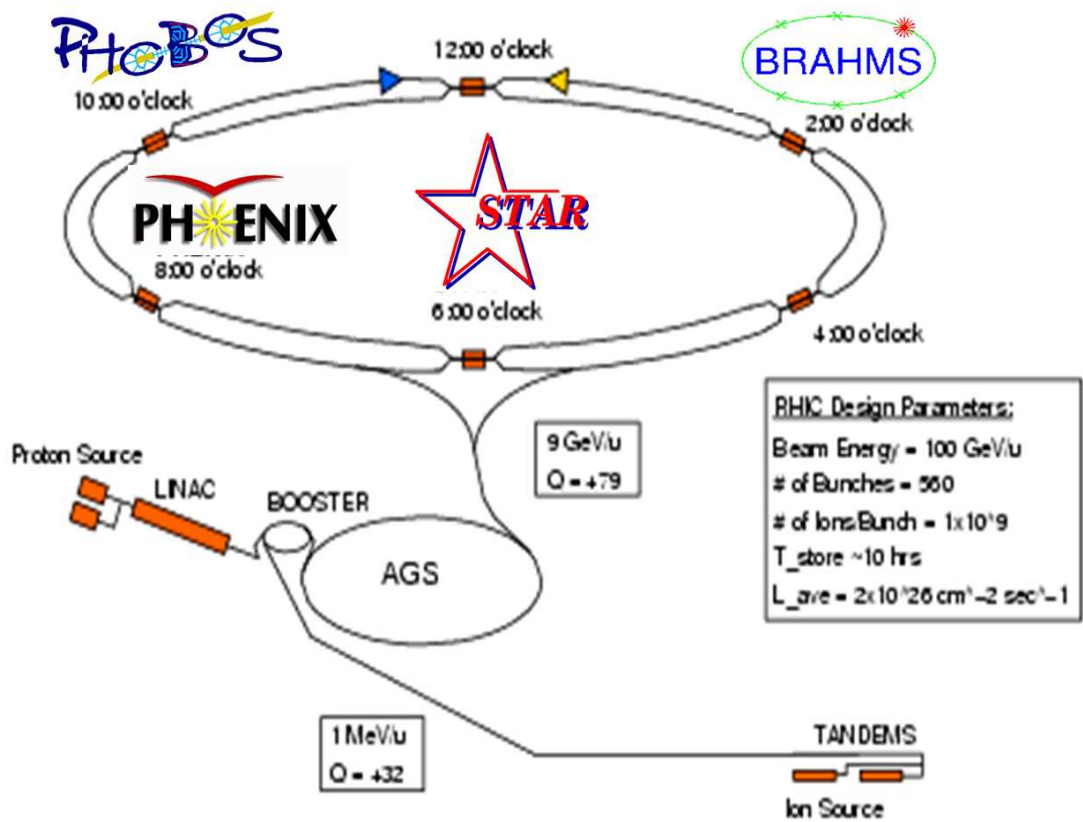 PHOBOS
12:00 o'clock
BRAHMS
10:00 o'clock
2:00 o'clock
STAR
PHENIX
8:00 o'clock
6:00 o'clock
4:00 o'clock
RHIC Design Parameters:
Beam Energy = 100 GeV/u
# of Bunches = 560
# of Ions/Bunch = 1x10^9
T_store ~10 hrs
L_ave = 2x10^26 cm^-2 sec^-1
9 GeV/u
Q = +79
Proton Source
LINAC
BOOSTER
AGS
1 MeV/u
Q = +32
TANDEMS
Ion Source